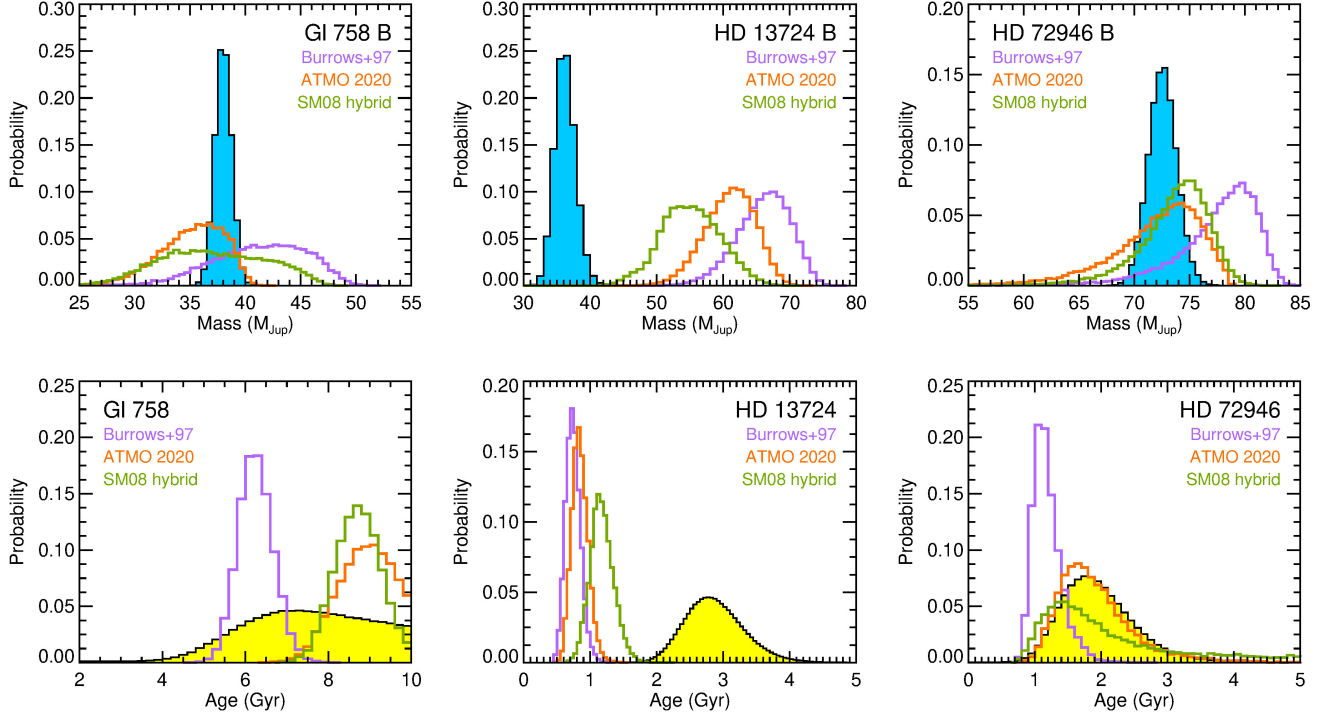 GI 758 B
Burrows+97
ATMO 2020
SM08 hybrid
0.30
0.25
0.20
0.15
0.10
0.05
0.00
Probability
25 30 35 40 45 50 55
Mass (MJup)
HD 13724 B
Burrows+97
ATMO 2020
SM08 hybrid
0.30
0.25
0.20
0.15
0.10
0.05
0.00
Probability
30 40 50 60 70 80
Mass (MJup)
HD 72946 B
Burrows+97
ATMO 2020
SM08 hybrid
0.20
0.15
0.10
0.05
0.00
Probability
55 60 65 70 75 80 85
Mass (MJup)
GI 758
Burrows+97
ATMO 2020
SM08 hybrid
0.25
0.20
0.15
0.10
0.05
0.00
Probability
2 4 6 8 10
Age (Gyr)
HD 13724
Burrows+97
ATMO 2020
SM08 hybrid
0.20
0.15
0.10
0.05
0.00
Probability
0 1 2 3 4 5
Age (Gyr)
HD 72946
Burrows+97
ATMO 2020
SM08 hybrid
0.25
0.20
0.15
0.10
0.05
0.00
Probability
0 1 2 3 4 5
Age (Gyr)